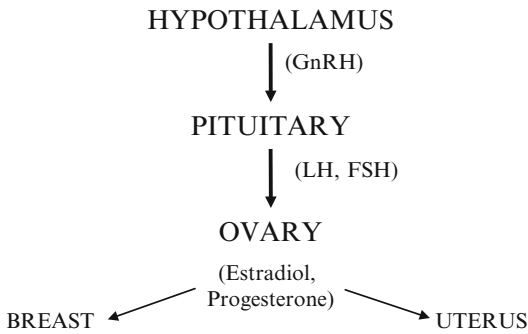 HYPOTHALAMUS
(GnRH)
PITUITARY
(LH, FSH)
OVARY
(Estradiol,
Progesterone)
BREAST
UTERUS